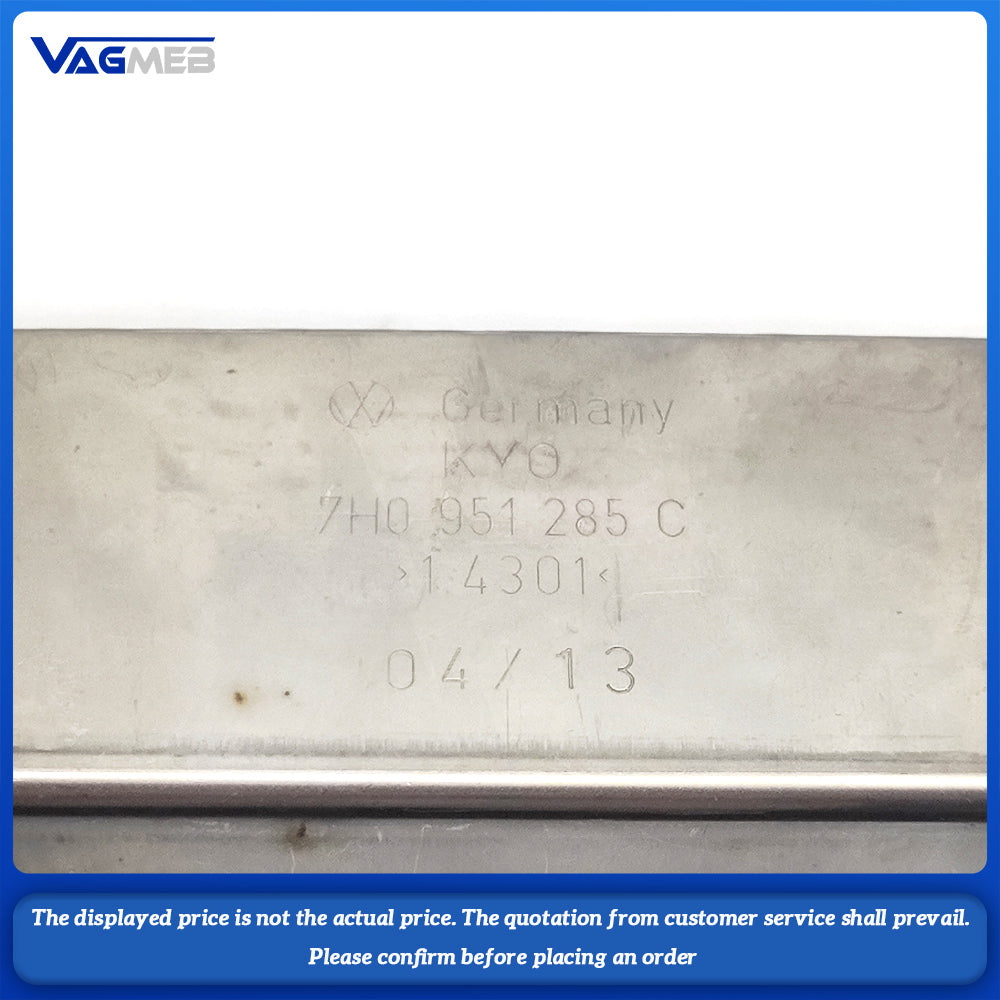 VAGMEB
Germany
KVO
7H0 951 285 C
>1.4301<
04/13
The displayed price is not the actual price. The quotation from customer service shall prevail.
Please confirm before placing an order